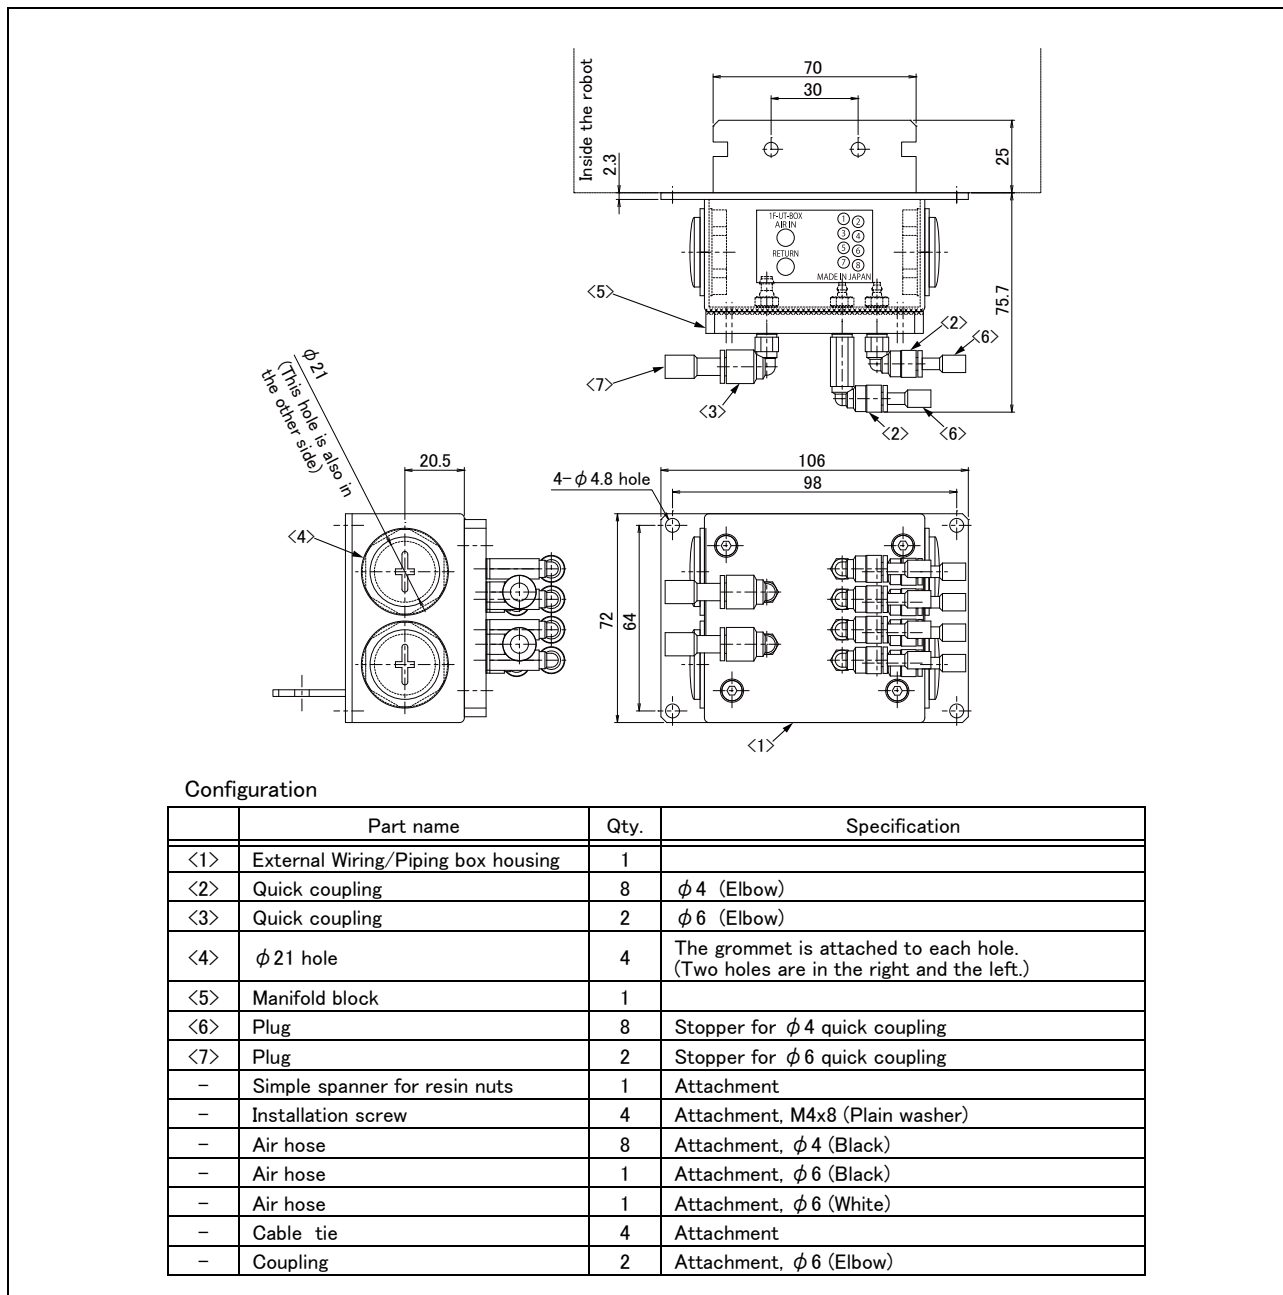 Inside the robot
70
30
25
2.3
1F-UT-BOX
AIR IN
RETURN
① ②
③ ④
⑤ ⑥
⑦ ⑧
MADE IN JAPAN
75.7
<5>
<2>
<6>
<7>
<3>
<2>
<6>
φ21
(This hole is also in
the other side)
20.5
<4>
4-φ4.8 hole
106
98
72
64
<1>
Configuration
Part name Qty. Specification
<1> External Wiring/Piping box housing 1
<2> Quick coupling 8 φ4 (Elbow)
<3> Quick coupling 2 φ6 (Elbow)
<4> φ21 hole 4 The grommet is attached to each hole.
(Two holes are in the right and the left.)
<5> Manifold block 1
<6> Plug 8 Stopper for φ4 quick coupling
<7> Plug 2 Stopper for φ6 quick coupling
- Simple spanner for resin nuts 1 Attachment
- Installation screw 4 Attachment, M4x8 (Plain washer)
- Air hose 8 Attachment, φ4 (Black)
- Air hose 1 Attachment, φ6 (Black)
- Air hose 1 Attachment, φ6 (White)
- Cable tie 4 Attachment
- Coupling 2 Attachment, φ6 (Elbow)